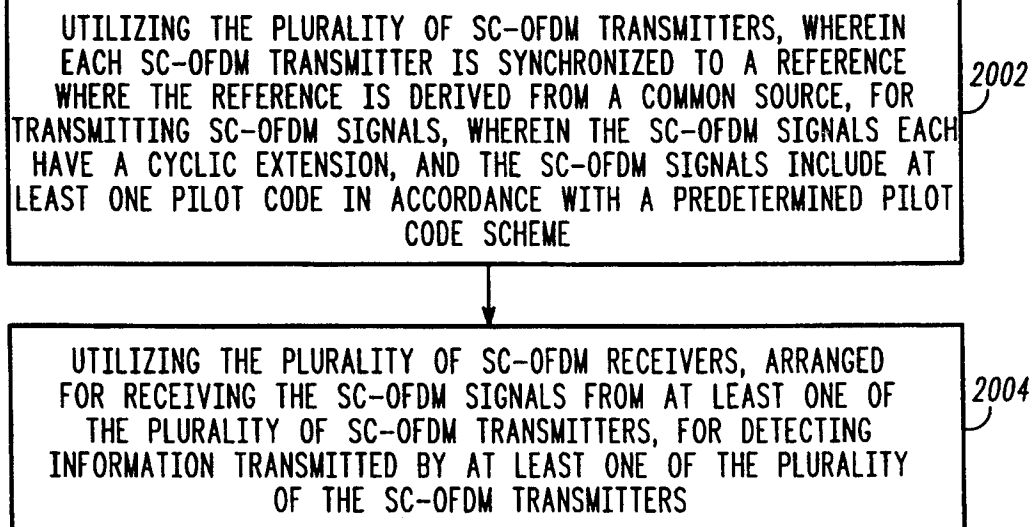 UTILIZING THE PLURALITY OF SC-OFDM TRANSMITTERS, WHEREIN
EACH SC-OFDM TRANSMITTER IS SYNCHRONIZED TO A REFERENCE
WHERE THE REFERENCE IS DERIVED FROM A COMMON SOURCE, FOR
TRANSMITTING SC-OFDM SIGNALS, WHEREIN THE SC-OFDM SIGNALS EACH
HAVE A CYCLIC EXTENSION, AND THE SC-OFDM SIGNALS INCLUDE AT
LEAST ONE PILOT CODE IN ACCORDANCE WITH A PREDETERMINED PILOT
CODE SCHEME
2002
UTILIZING THE PLURALITY OF SC-OFDM RECEIVERS, ARRANGED
FOR RECEIVING THE SC-OFDM SIGNALS FROM AT LEAST ONE OF
THE PLURALITY OF SC-OFDM TRANSMITTERS, FOR DETECTING
INFORMATION TRANSMITTED BY AT LEAST ONE OF THE PLURALITY
OF THE SC-OFDM TRANSMITTERS
2004